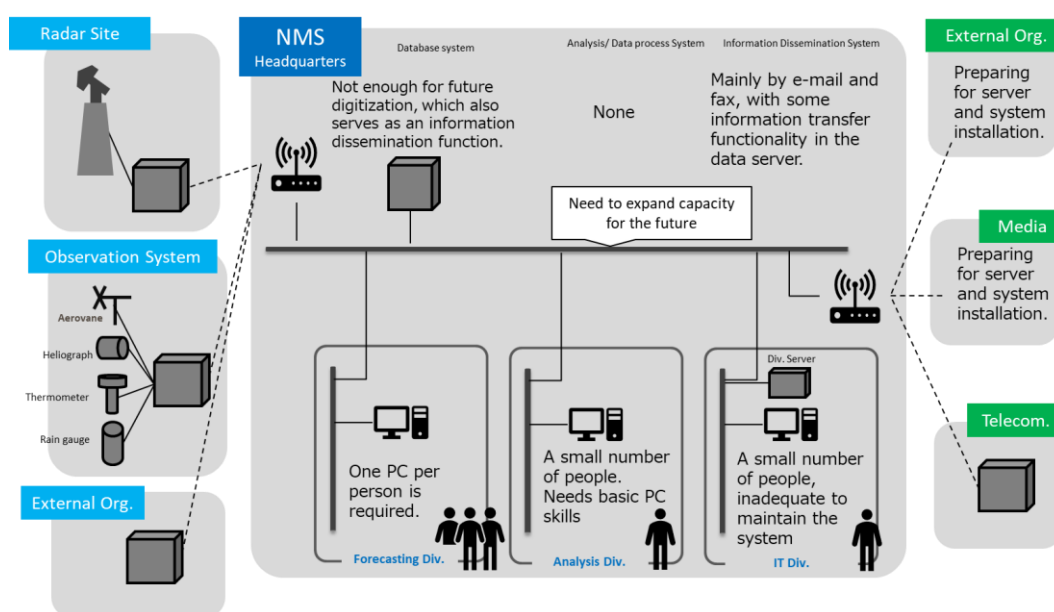 Radar Site
Observation System
Aerovane
Heliograph
Thermometer
Rain gauge
External Org.
NMS
Headquarters
Database system
Not enough for future
digitization, which also
serves as an information
dissemination function.
Analysis/ Data process System
None
Information Dissemination System
Mainly by e-mail and
fax, with some
information transfer
functionality in the
data server.
Need to expand capacity
for the future
One PC per
person is
required.
Forecasting Div.
A small number
of people.
Needs basic PC
skills
Analysis Div.
Div. Server
A small number
of people,
inadequate to
maintain the
system
IT Div.
External Org.
Preparing
for server
and system
installation.
Media
Preparing
for server
and system
installation.
Telecom.